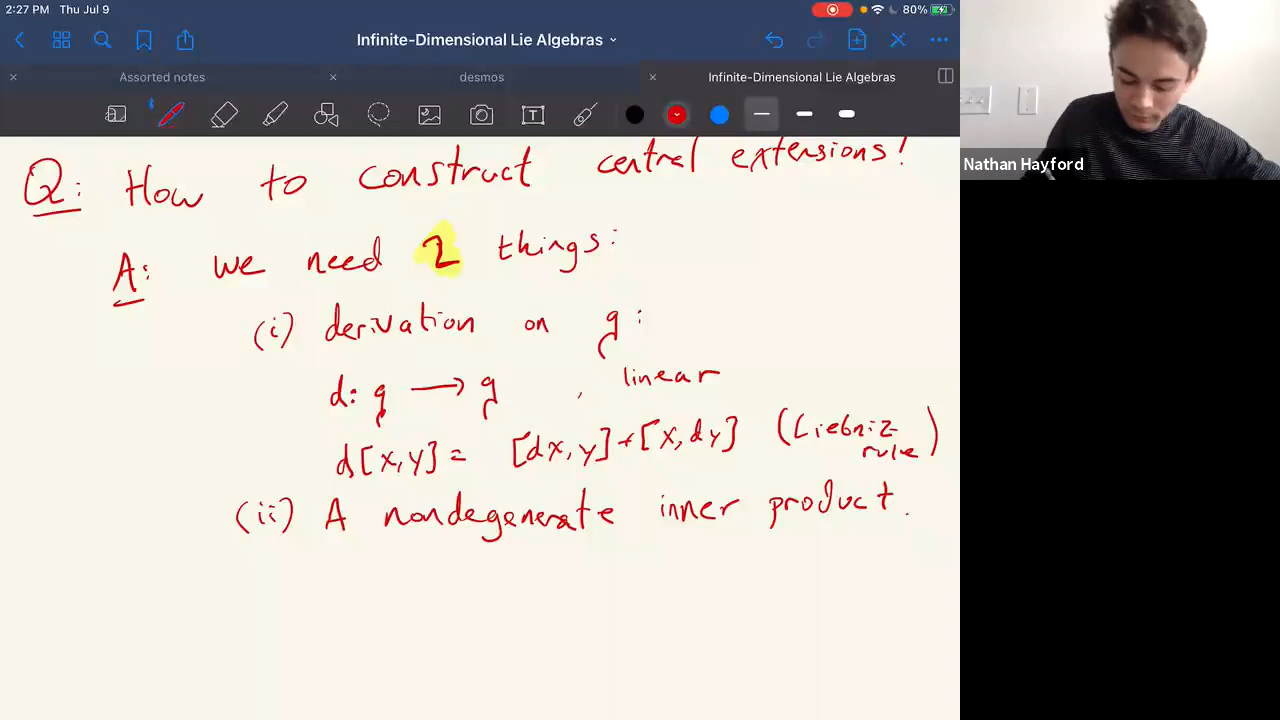 2:27 PM Thu Jul 9
80%
Infinite-Dimensional Lie Algebras
Assorted notes
desmos
Infinite-Dimensional Lie Algebras
T
Nathan Hayford
Q: How to construct central extensions!
A: we need 2 things:
(i) derivation on g:
d: g → g , linear
d[x,y] = [dx,y]+[x,dy] (Liebniz rule)
(ii) A nondegenerate inner product.